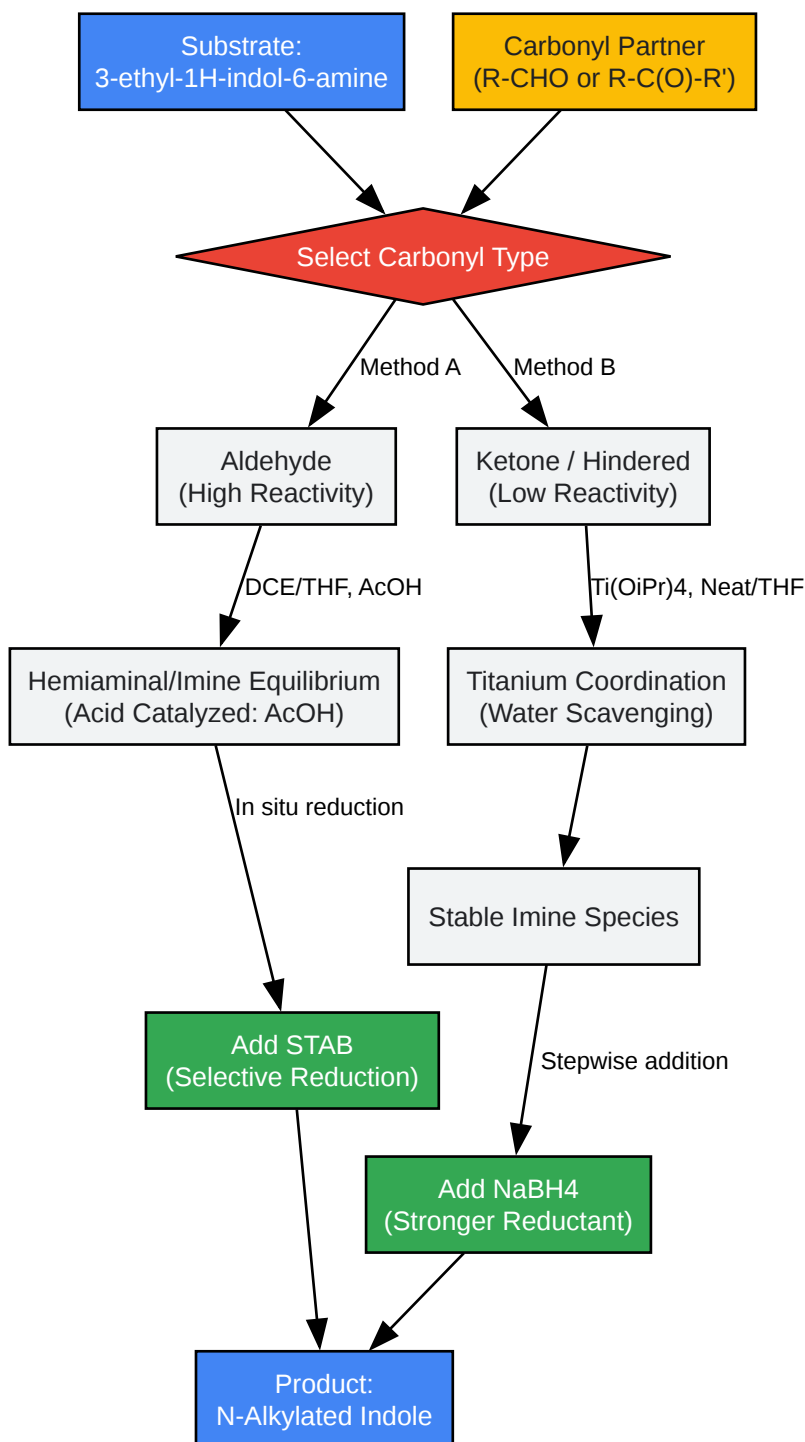 Substrate:
3-ethyl-1H-indol-6-amine
Carbonyl Partner
(R-CHO or R-C(O)-R')
Select Carbonyl Type
Method A
Method B
Aldehyde
(High Reactivity)
Ketone / Hindered
(Low Reactivity)
DCE/THF, AcOH
Ti(OiPr)4, Neat/THF
Hemiaminal/Imine Equilibrium
(Acid Catalyzed: AcOH)
Titanium Coordination
(Water Scavenging)
In situ reduction
Stable Imine Species
Add STAB
(Selective Reduction)
Stepwise addition
Add NaBH4
(Stronger Reductant)
Product:
N-Alkylated Indole